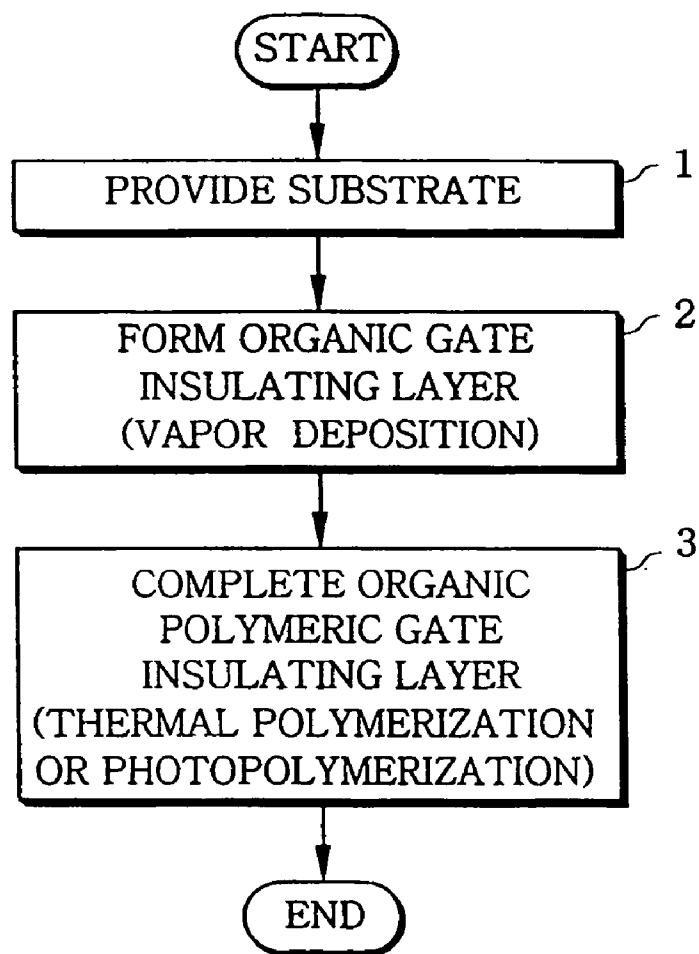 START
PROVIDE SUBSTRATE
1
FORM ORGANIC GATE
INSULATING LAYER
(VAPOR DEPOSITION)
2
COMPLETE ORGANIC
POLYMERIC GATE
INSULATING LAYER
(THERMAL POLYMERIZATION
OR PHOTOPOLYMERIZATION)
3
END